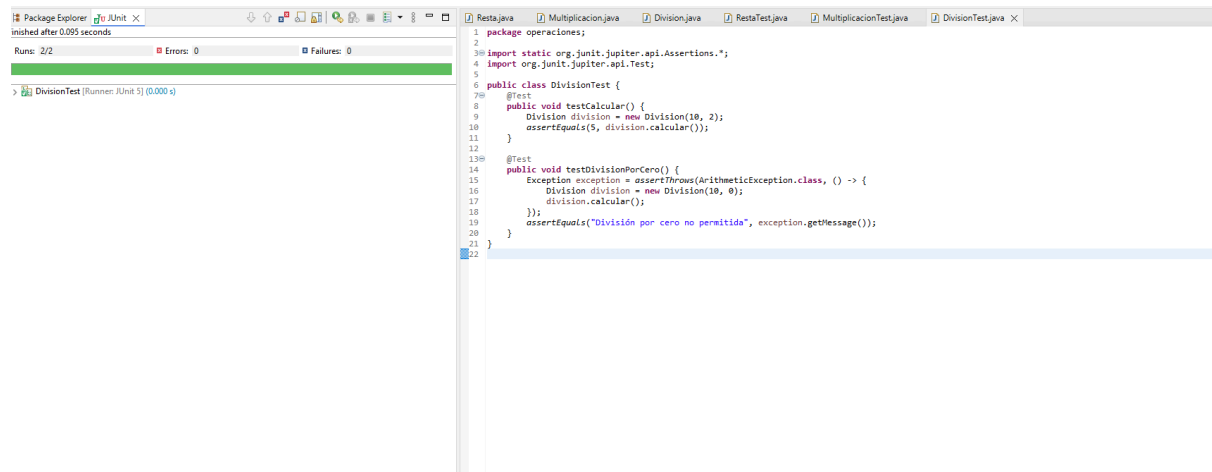 Package Explorer JUnit
inished after 0.095 seconds
Runs: 2/2 Errors: 0 Failures: 0
DivisionTest [Runner: JUnit 5] (0.000 s)
Resta.java Multiplicacion.java Division.java RestaTest.java MultiplicacionTest.java DivisionTest.java
1 package operaciones;
2
3 import static org.junit.jupiter.api.Assertions.*;
4 import org.junit.jupiter.api.Test;
5
6 public class DivisionTest {
7 @Test
8 public void testCalcular() {
9 Division division = new Division(10, 2);
10 assertEquals(5, division.calcular());
11 }
12
13 @Test
14 public void testDivisionPorCero() {
15 Exception exception = assertThrows(ArithmeticException.class, () -> {
16 Division division = new Division(10, 0);
17 division.calcular();
18 });
19 assertEquals("División por cero no permitida", exception.getMessage());
20 }
21 }
22